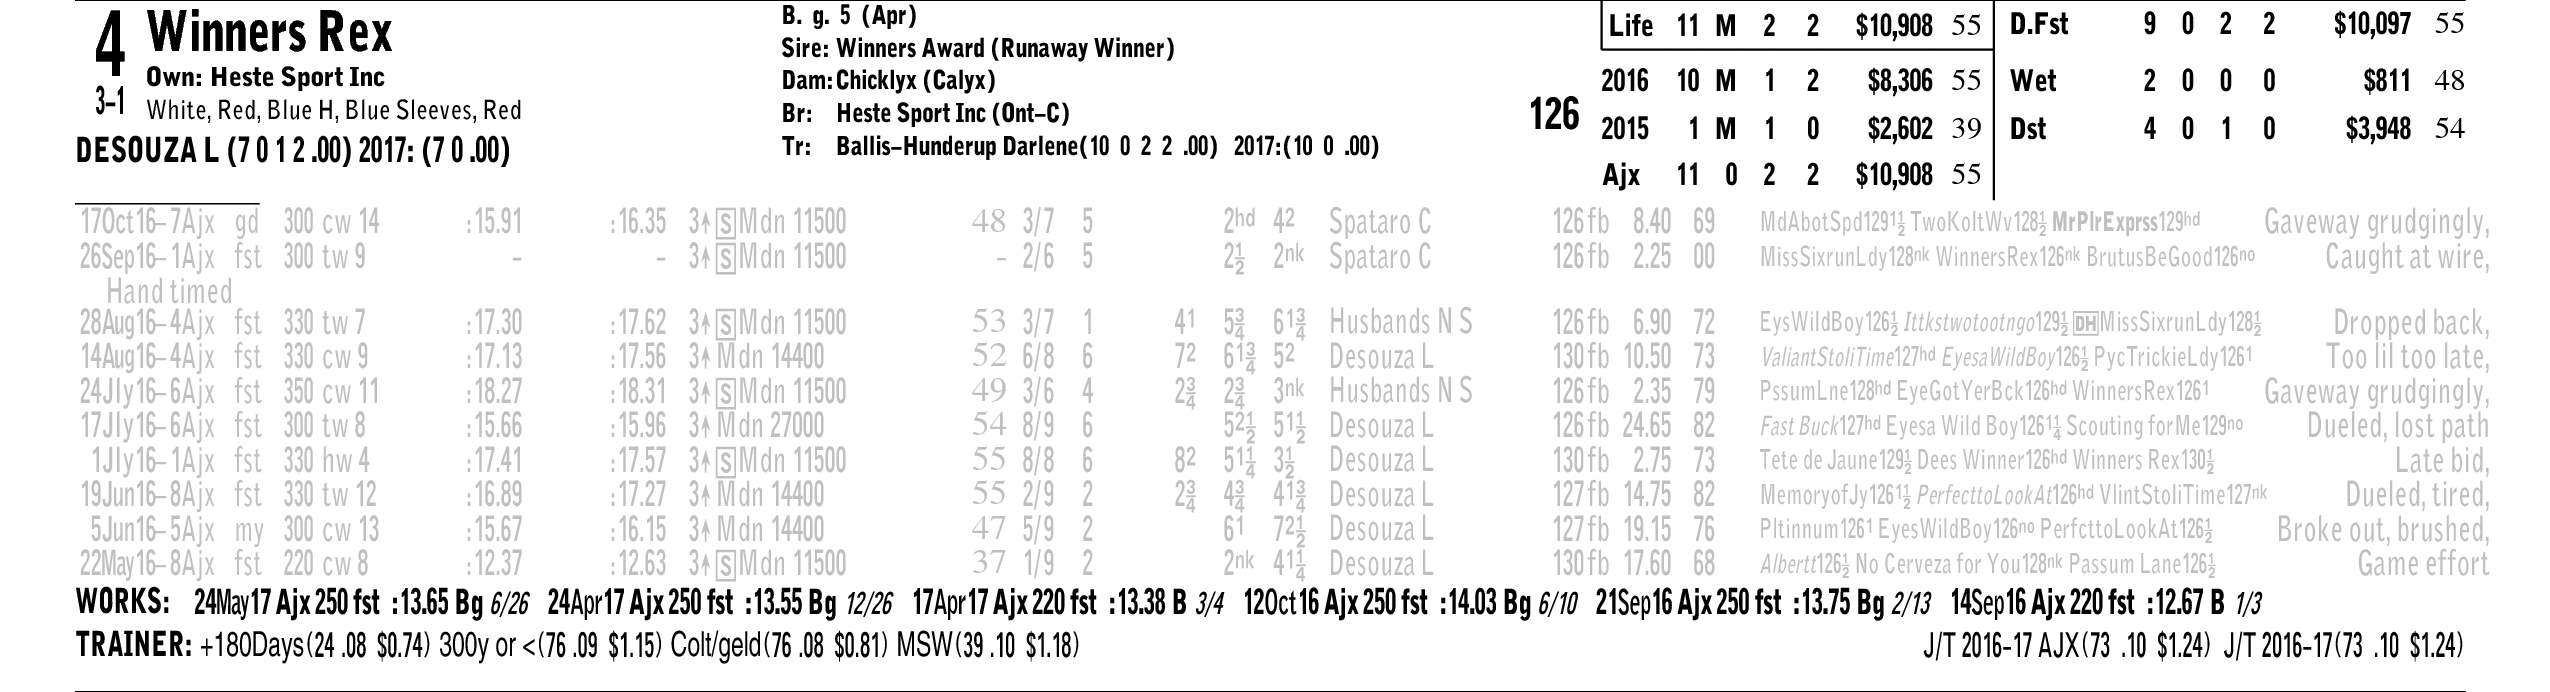 4 Winners Rex
Own: Heste Sport Inc
3–1 White, Red, Blue H, Blue Sleeves, Red
DESOUZA L (7 0 1 2 .00) 2017: (7 0 .00)
B. g. 5 (Apr)
Sire: Winners Award (Runaway Winner)
Dam: Chicklyx (Calyx)
Br: Heste Sport Inc (Ont–C)
Tr: Ballis–Hunderup Darlene(10 0 2 2 .00) 2017:(10 0 .00)
126
Life 11 M 2 2 $10,908 55
2016 10 M 1 2 $8,306 55
2015 1 M 1 0 $2,602 39
Ajx 11 0 2 2 $10,908 55
D.Fst 9 0 2 2 $10,097 55
Wet 2 0 0 0 $811 48
Dst 4 0 1 0 $3,948 54
17Oct16–7Ajx gd 300 cw 14 :15.91 :16.35 3↑ S Mdn 11500 48 3/7 5 2hd 42 Spataro C 126fb 8.40 69 MdAbotSpd1291½ TwoKoltWv128½ MrPlrExprss129hd Gaveway grudgingly,
26Sep16–1Ajx fst 300 tw 9 – – 3↑ S Mdn 11500 – 2/6 5 2½ 2nk Spataro C 126fb 2.25 00 MissSixrunLdy128nk WinnersRex126nk BrutusBeGood126no Caught at wire,
Hand timed
28Aug16–4Ajx fst 330 tw 7 :17.30 :17.62 3↑ S Mdn 11500 53 3/7 1 41 5¾ 61¾ Husbands N S 126fb 6.90 72 EysWildBoy126½ Ittkstwotootngo129½ DH MissSixrunLdy128½ Dropped back,
14Aug16–4Ajx fst 330 cw 9 :17.13 :17.56 3↑ Mdn 14400 52 6/8 6 72 61¾ 52 Desouza L 130fb 10.50 73 ValiantStoliTime127hd EyesaWildBoy126½ PycTrickieLdy1261 Too lil too late,
24Jly16–6Ajx fst 350 cw 11 :18.27 :18.31 3↑ S Mdn 11500 49 3/6 4 2¾ 2¾ 3nk Husbands N S 126fb 2.35 79 PssumLne128hd EyeGotYerBck126hd WinnersRex1261 Gaveway grudgingly,
17Jly16–6Ajx fst 300 tw 8 :15.66 :15.96 3↑ Mdn 27000 54 8/9 6 52½ 51½ Desouza L 126fb 24.65 82 Fast Buck127hd Eyesa Wild Boy1261¼ Scouting forMe129no Dueled, lost path
1Jly16–1Ajx fst 330 hw 4 :17.41 :17.57 3↑ S Mdn 11500 55 8/8 6 82 51¼ 3½ Desouza L 130fb 2.75 73 Tete de Jaune129½ Dees Winner126hd Winners Rex130½ Late bid,
19Jun16–8Ajx fst 330 tw 12 :16.89 :17.27 3↑ Mdn 14400 55 2/9 2 2¾ 4¾ 41¾ Desouza L 127fb 14.75 82 MemoryofJy1261½ PerfecttoLookAt126hd VlintStoliTime127nk Dueled, tired,
5Jun16–5Ajx my 300 cw 13 :15.67 :16.15 3↑ Mdn 14400 47 5/9 2 61 72½ Desouza L 127fb 19.15 76 Pltinnum1261 EyesWildBoy126no PerfcttoLookAt126½ Broke out, brushed,
22May16–8Ajx fst 220 cw 8 :12.37 :12.63 3↑ S Mdn 11500 37 1/9 2 2nk 41¼ Desouza L 130fb 17.60 68 Albertt126½ No Cerveza for You128nk Passum Lane126½ Game effort
WORKS: 24May17 Ajx 250 fst :13.65 Bg 6/26 24Apr17 Ajx 250 fst :13.55 Bg 12/26 17Apr17 Ajx 220 fst :13.38 B 3/4 12Oct16 Ajx 250 fst :14.03 Bg 6/10 21Sep16 Ajx 250 fst :13.75 Bg 2/13 14Sep16 Ajx 220 fst :12.67 B 1/3
TRAINER: +180Days(24 .08 $0.74) 300y or <(76 .09 $1.15) Colt/geld(76 .08 $0.81) MSW(39 .10 $1.18) J/T 2016–17 AJX(73 .10 $1.24) J/T 2016–17(73 .10 $1.24)